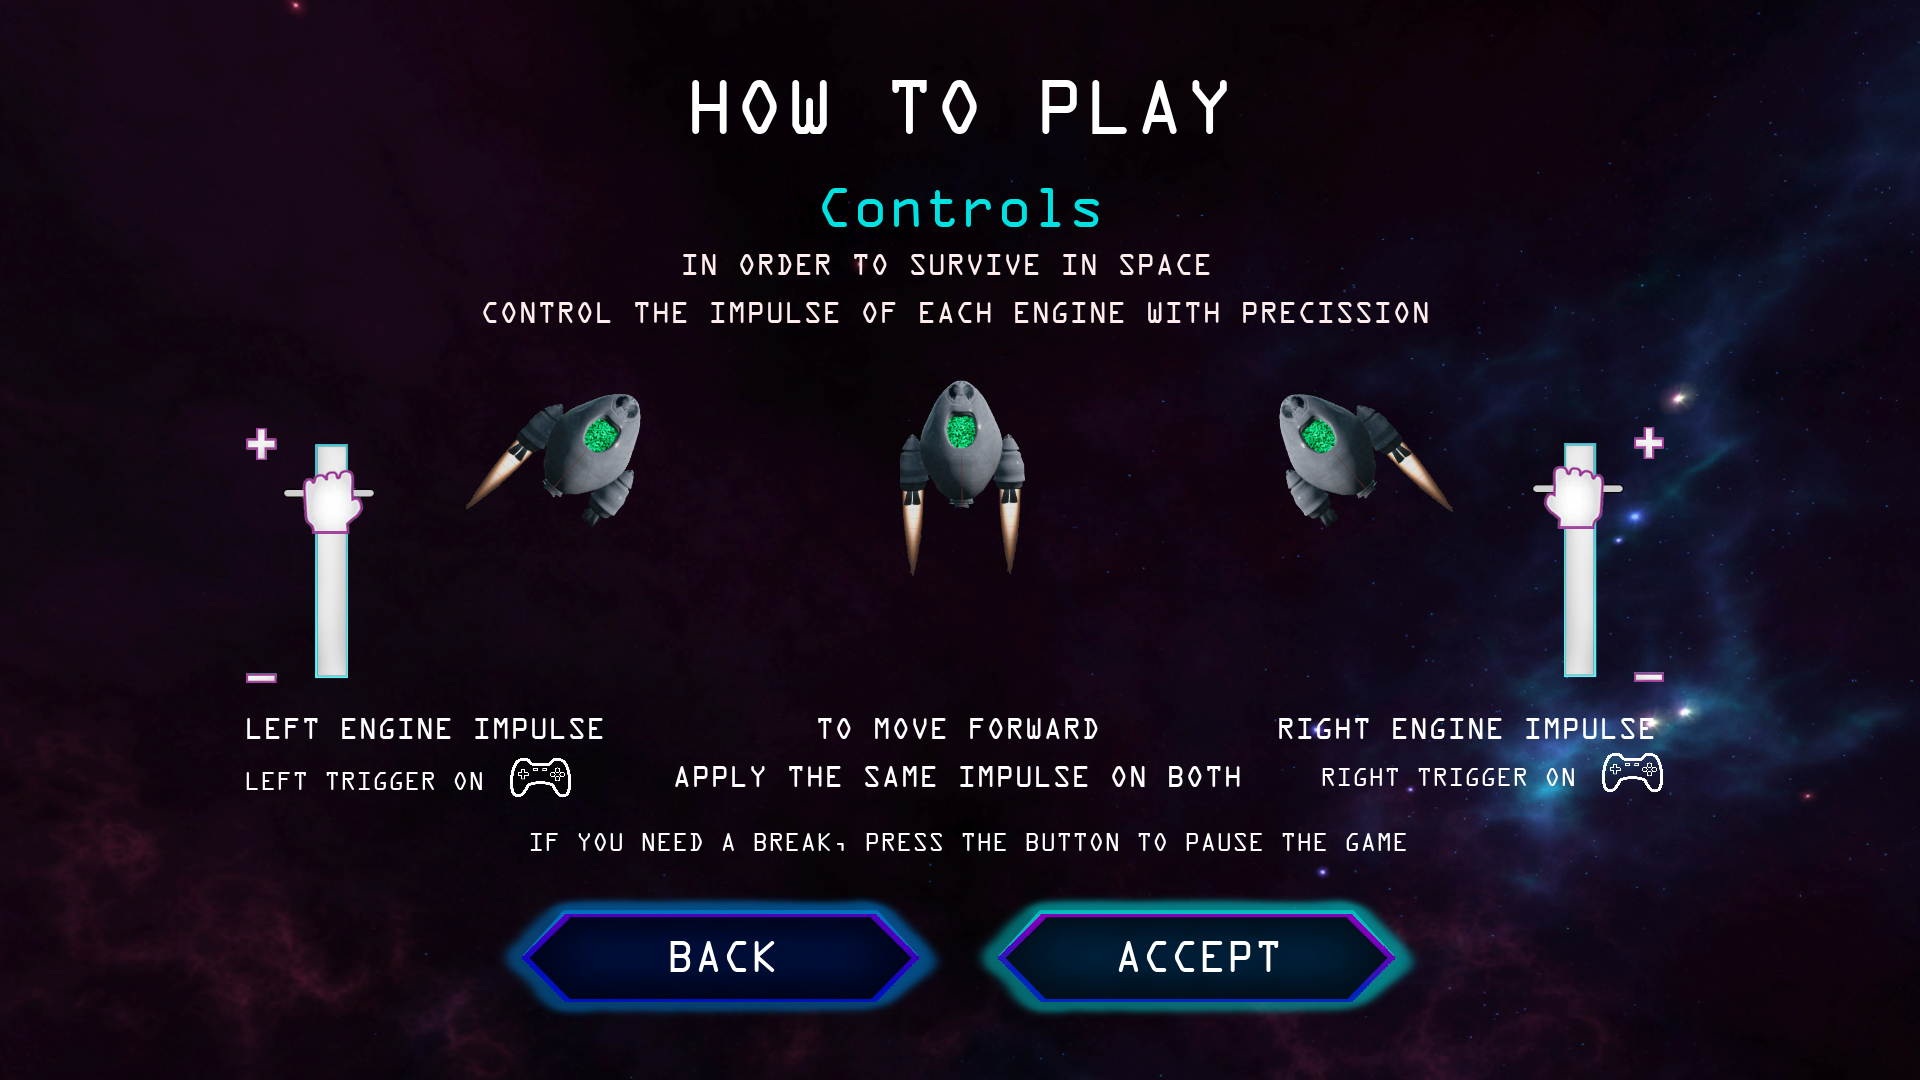 HOW TO PLAY
Controls
IN ORDER TO SURVIVE IN SPACE
CONTROL THE IMPULSE OF EACH ENGINE WITH PRECISSION
LEFT ENGINE IMPULSE
LEFT TRIGGER ON
TO MOVE FORWARD
APPLY THE SAME IMPULSE ON BOTH
RIGHT ENGINE IMPULSE
RIGHT TRIGGER ON
IF YOU NEED A BREAK, PRESS THE BUTTON TO PAUSE THE GAME
BACK
ACCEPT